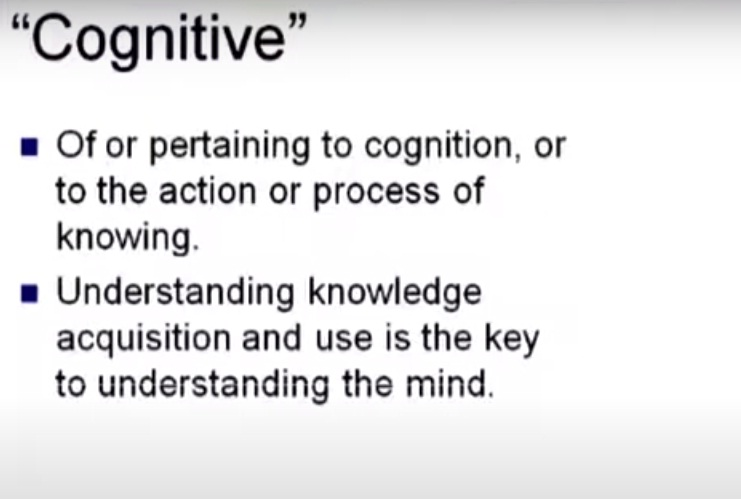 “Cognitive”
Of or pertaining to cognition, or
to the action or process of
knowing.
Understanding knowledge
acquisition and use is the key
to understanding the mind.